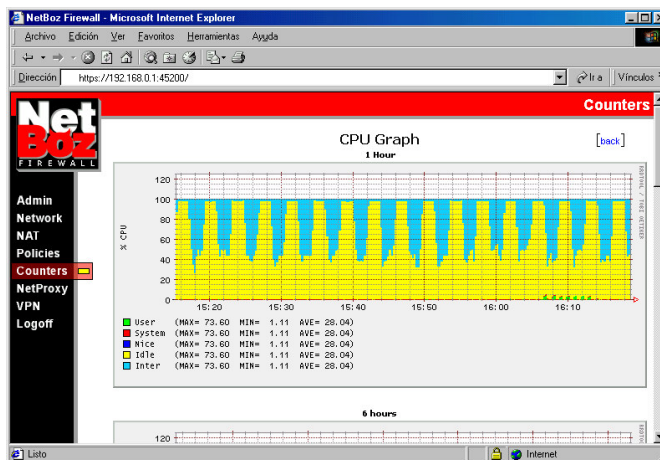 NetBoz Firewall - Microsoft Internet Explorer
Archivo Edición Ver Favoritos Herramientas Ayuda
Dirección https://192.168.0.1:45200/ Ir a Vínculos
Counters
Net
Boz
FIREWALL
CPU Graph [back]
1 Hour
Admin
Network
NAT
Policies
Counters
NetProxy
VPN
Logoff
% CPU
120
100
80
60
40
20
0
15:20 15:30 15:40 15:50 16:00 16:10
RRDTOOL / TOBI OETIKER
User (MAX= 73.60 MIN= 1.11 AVE= 28.04)
System (MAX= 73.60 MIN= 1.11 AVE= 28.04)
Nice (MAX= 73.60 MIN= 1.11 AVE= 28.04)
Idle (MAX= 73.60 MIN= 1.11 AVE= 28.04)
Inter (MAX= 73.60 MIN= 1.11 AVE= 28.04)
6 hours
120
Listo Internet